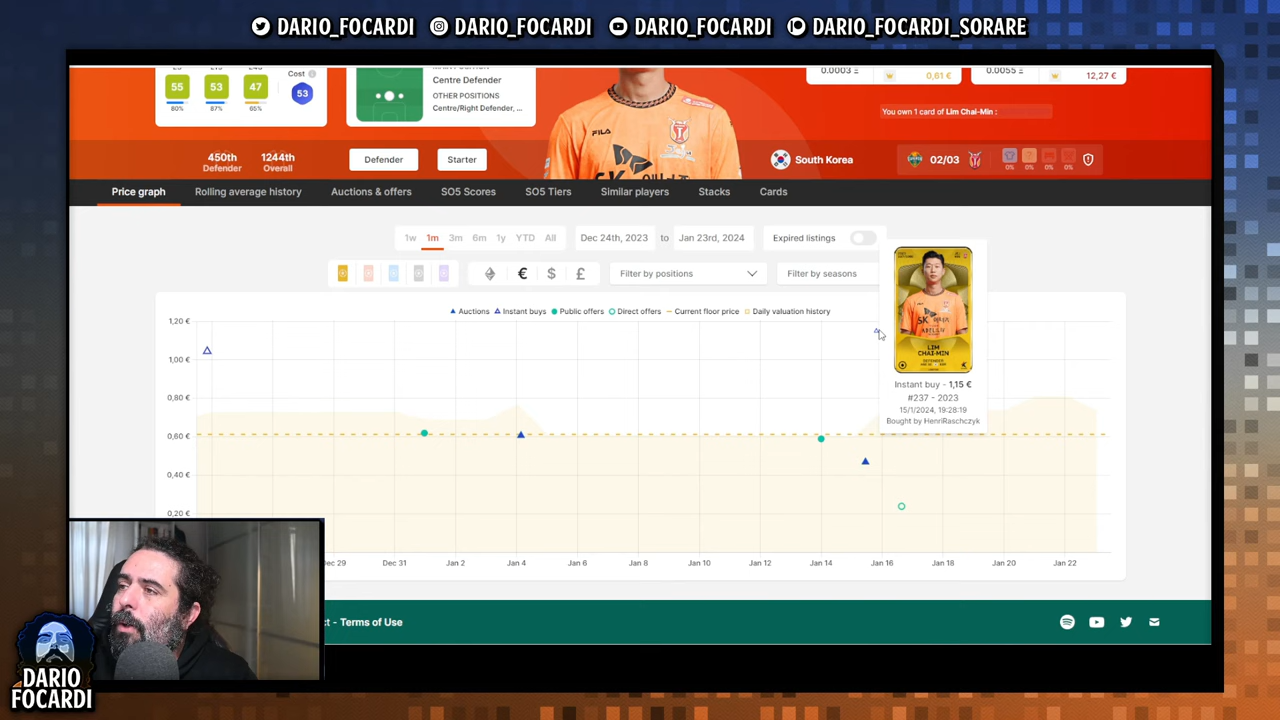 DARIO_FOCARDI DARIO_FOCARDI DARIO_FOCARDI DARIO_FOCARDI_SORARE
55 53 47
80% 87% 65%
Cost
53
Centre Defender
OTHER POSITIONS
Centre/Right Defender, ...
0.0003 Ξ 0,61 €
0.0055 Ξ 12,27 €
You own 1 card of Lim Chai-Min :
450th
Defender
1244th
Overall
Defender
Starter
FILA
SK
South Korea
02/03
0% 0% 0% 0%
Price graph Rolling average history Auctions & offers SO5 Scores SO5 Tiers Similar players Stacks Cards
1w 1m 3m 6m 1y YTD All
Dec 24th, 2023 to Jan 23rd, 2024
Expired listings
€ $ £
Filter by positions
Filter by seasons
Auctions Instant buys Public offers Direct offers Current floor price Daily valuation history
1,20 €
1,00 €
0,80 €
0,60 €
0,40 €
0,20 €
Dec 31 Jan 2 Jan 4 Jan 6 Jan 8 Jan 10 Jan 12 Jan 14 Jan 16 Jan 18 Jan 20 Jan 22
LIM
CHAI-MIN
DEFENDER
Instant buy - 1,15 €
#237 - 2023
15/1/2024, 19:28:19
Bought by HenriRaschczyk
- Terms of Use
DARIO
FOCARDI